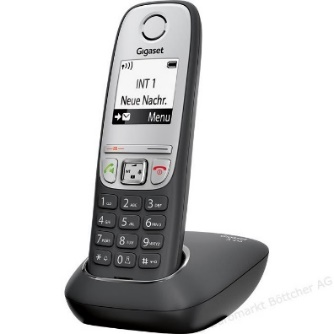 Gigaset
INT 1
Neue Nachr.
Menu
1
2 ABC
3 DEF
4 GHI
5 JKL
6 MNO
7 PQRS
8 TUV
9 WXYZ
* 0 #
markt Böttcher AG